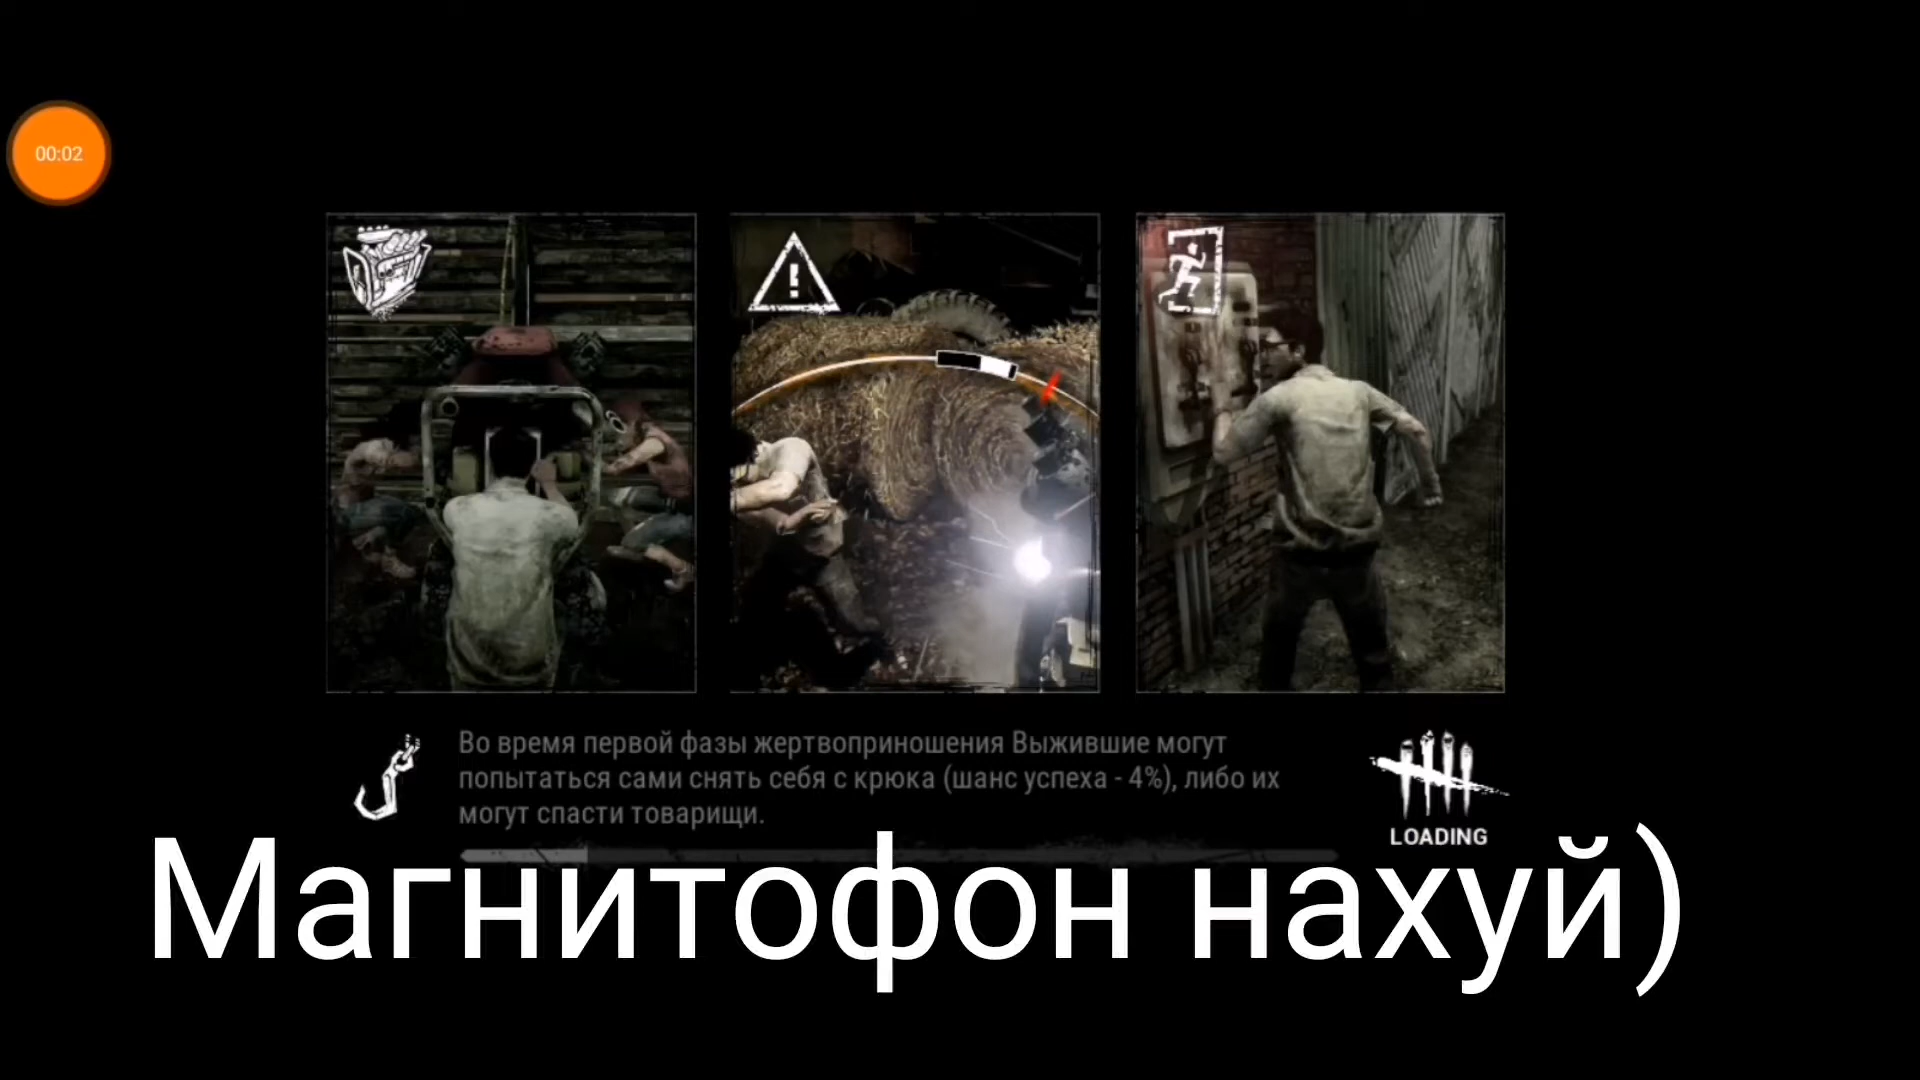 00:02
Во время первой фазы жертвоприношения Выжившие могут
попытаться сами снять себя с крюка (шанс успеха - 4%), либо их
могут спасти товарищи.
LOADING
Магнитофон нахуй)